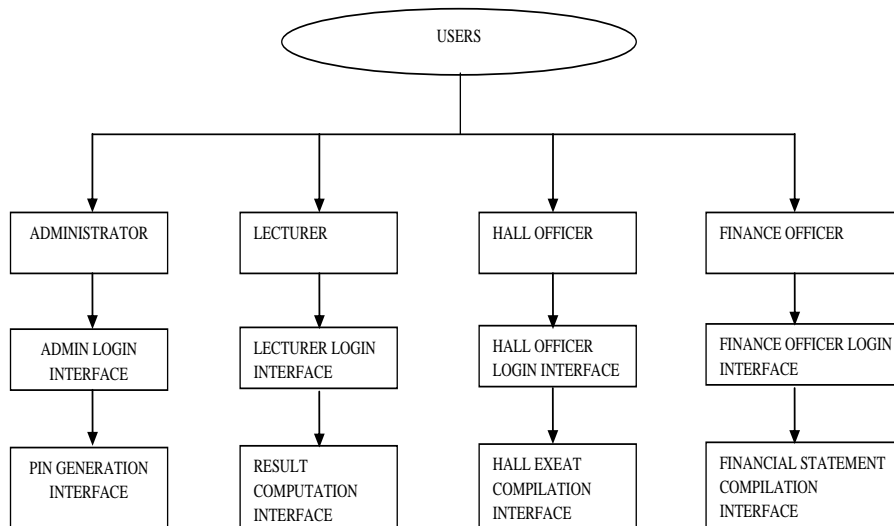 USERS
ADMINISTRATOR
LECTURER
HALL OFFICER
FINANCE OFFICER
ADMIN LOGIN
INTERFACE
LECTURER LOGIN
INTERFACE
HALL OFFICER
LOGIN INTERFACE
FINANCE OFFICER LOGIN
INTERFACE
PIN GENERATION
INTERFACE
RESULT
COMPUTATION
INTERFACE
HALL EXEAT
COMPILATION
INTERFACE
FINANCIAL STATEMENT
COMPILATION
INTERFACE